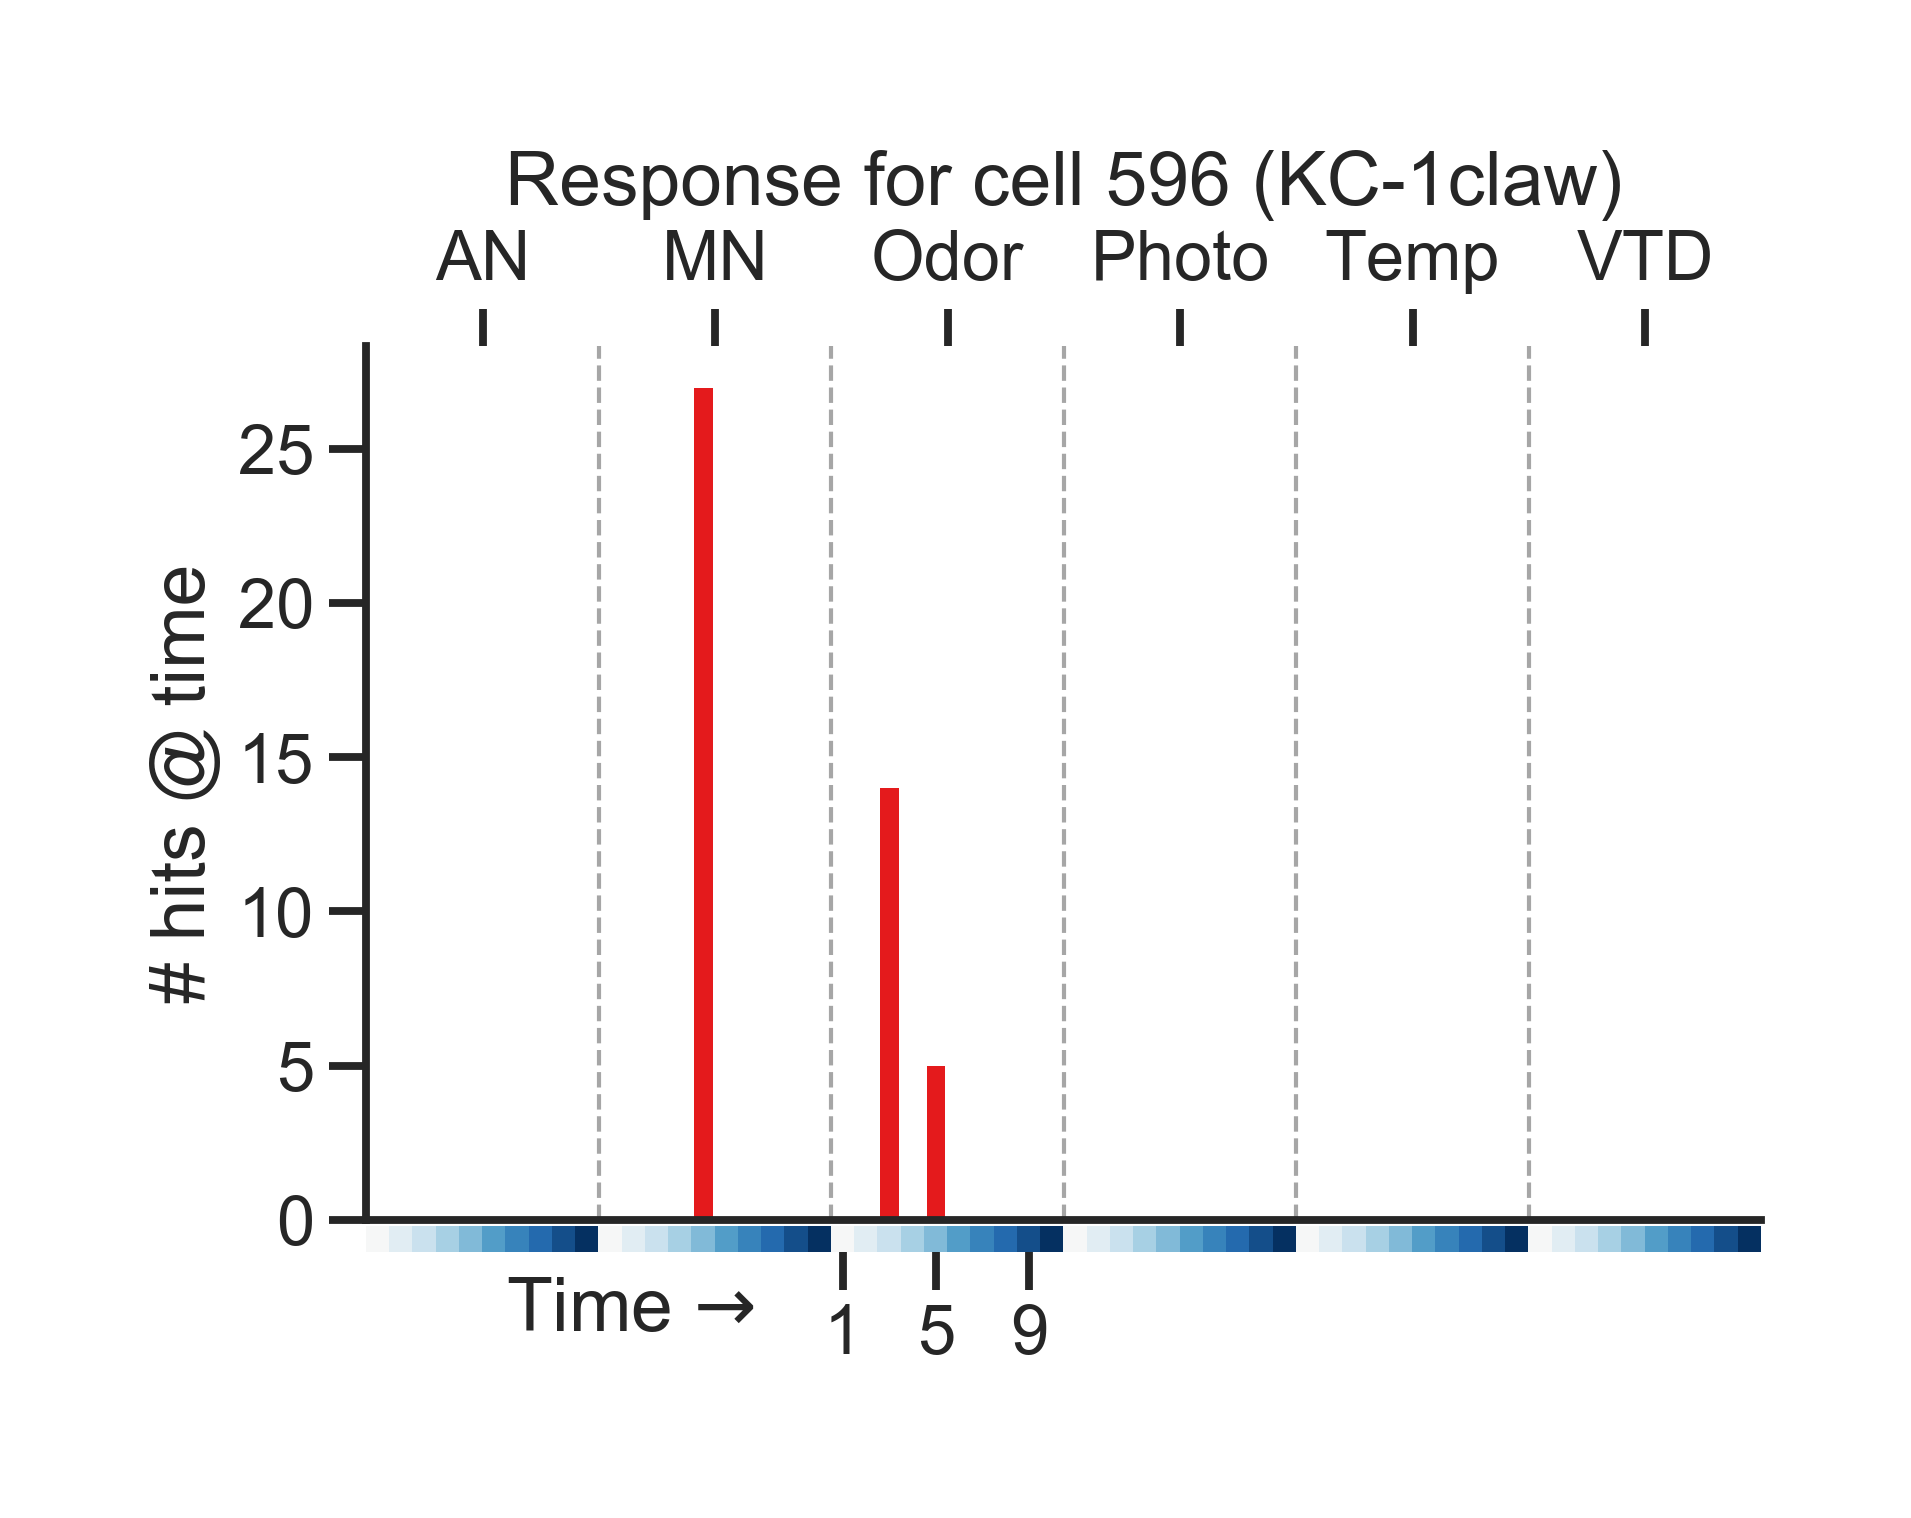 Response for cell 596 (KC-1claw)
AN MN Odor Photo Temp VTD
# hits @ time
25
20
15
10
5
0
Time → 1 5 9